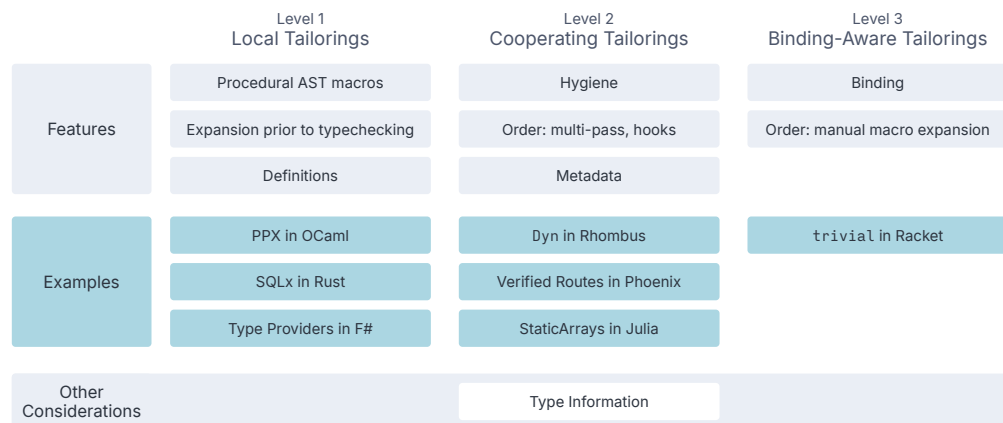 Level 1
Local Tailorings
Level 2
Cooperating Tailorings
Level 3
Binding-Aware Tailorings
Features
Procedural AST macros
Hygiene
Binding
Expansion prior to typechecking
Order: multi-pass, hooks
Order: manual macro expansion
Definitions
Metadata
Examples
PPX in OCaml
Dyn in Rhombus
trivial in Racket
SQLx in Rust
Verified Routes in Phoenix
Type Providers in F#
StaticArrays in Julia
Other
Considerations
Type Information